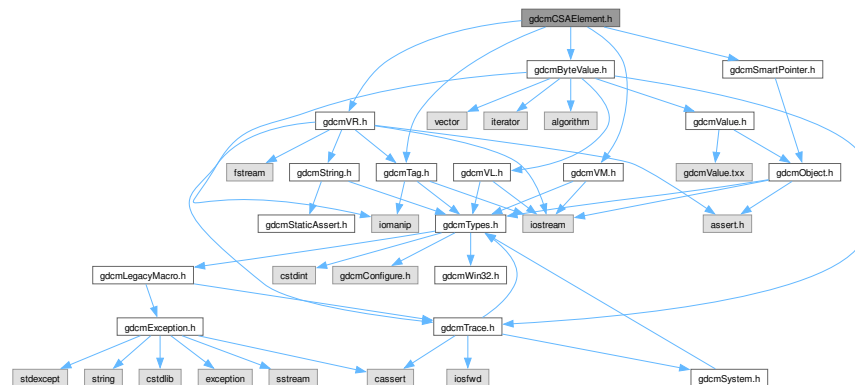 gdcmCSAElement.h
gdcmByteValue.h
gdcmSmartPointer.h
gdcmVR.h
vector
iterator
algorithm
gdcmValue.h
fstream
gdcmString.h
gdcmTag.h
gdcmVL.h
gdcmVM.h
gdcmValue.txx
gdcmObject.h
gdcmStaticAssert.h
iomanip
gdcmTypes.h
iostream
assert.h
gdcmLegacyMacro.h
cstdint
gdcmConfigure.h
gdcmWin32.h
gdcmException.h
gdcmTrace.h
stdexcept
string
cstdlib
exception
sstream
cassert
iosfwd
gdcmSystem.h